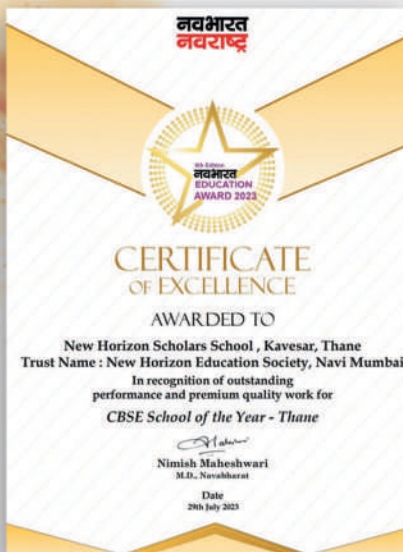 नवभारत
नवराष्ट्र
8th Edition
नवभारत
EDUCATION
AWARD 2023
CERTIFICATE
OF EXCELLENCE
AWARDED TO
New Horizon Scholars School , Kavesar, Thane
Trust Name : New Horizon Education Society, Navi Mumbai
In recognition of outstanding
performance and premium quality work for
CBSE School of the Year - Thane
Nimish Maheshwari
M.D., Navabharat
Date
29th July 2023